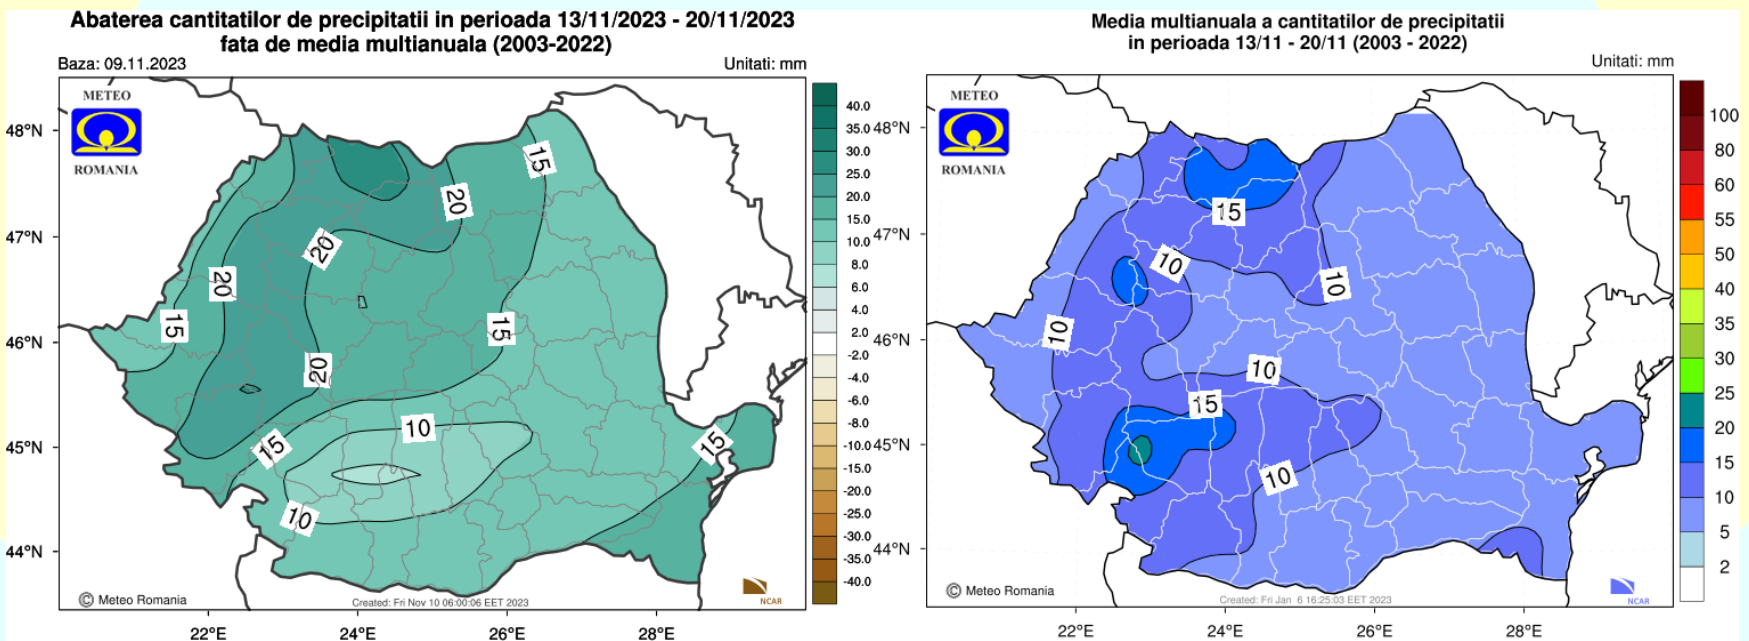 Abaterea cantitatilor de precipitatii in perioada 13/11/2023 - 20/11/2023
fata de media multianuala (2003-2022)
Baza: 09.11.2023
Unitati: mm
METEO
ROMANIA
48°N
47°N
46°N
45°N
44°N
22°E
24°E
26°E
28°E
15
20
20
20
15
15
20
15
10
15
10
15
40.0
35.0
30.0
25.0
20.0
15.0
10.0
8.0
6.0
4.0
2.0
-2.0
-4.0
-6.0
-8.0
-10.0
-15.0
-20.0
-25.0
-30.0
-35.0
-40.0
© Meteo Romania
Created: Fri Nov 10 06:00:06 EET 2023
NCAR
Media multianuala a cantitatilor de precipitatii
in perioada 13/11 - 20/11 (2003 - 2022)
Unitati: mm
METEO
ROMANIA
48°N
47°N
46°N
45°N
44°N
22°E
24°E
26°E
28°E
15
10
10
10
10
15
10
100
80
60
55
50
40
35
30
25
20
15
10
5
2
© Meteo Romania
Created: Fri Jan 6 16:25:03 EET 2023
NCAR